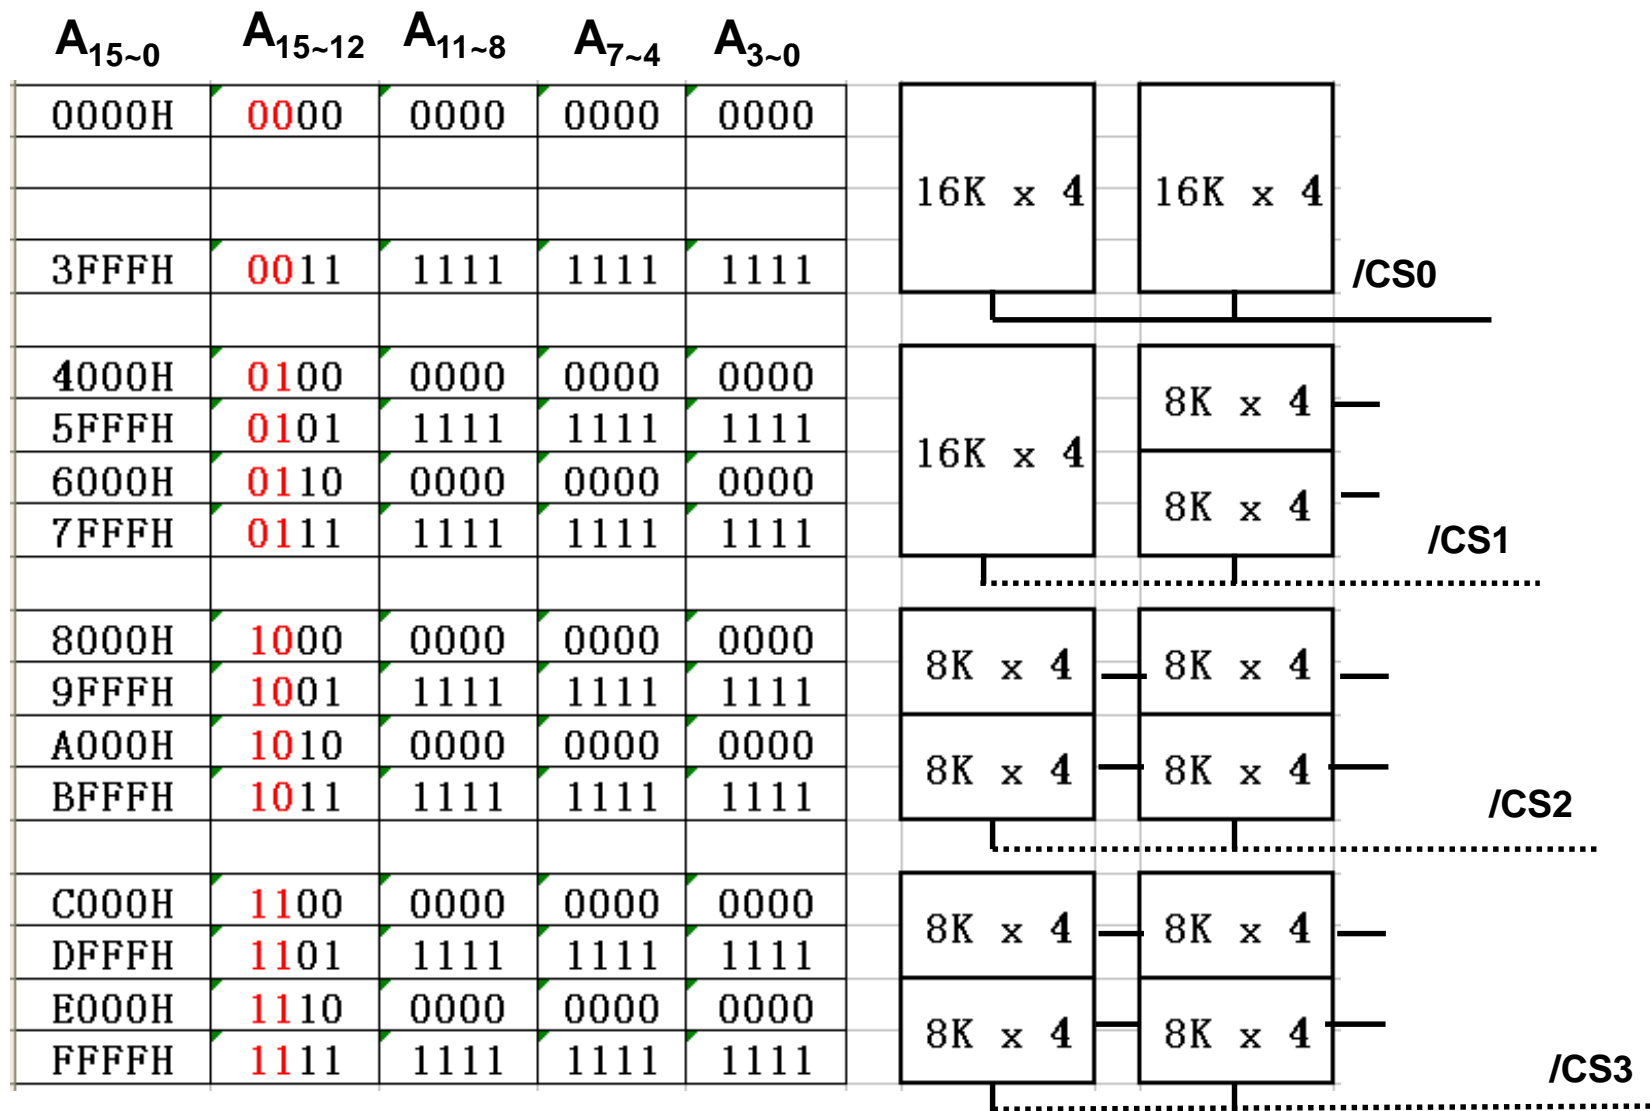 A15~0 A15~12 A11~8 A7~4 A3~0
0000H 0000 0000 0000 0000
16K x 4 16K x 4
3FFFH 0011 1111 1111 1111
/CS0
4000H 0100 0000 0000 0000
8K x 4
5FFFH 0101 1111 1111 1111
16K x 4
6000H 0110 0000 0000 0000
8K x 4
7FFFH 0111 1111 1111 1111
/CS1
8000H 1000 0000 0000 0000
8K x 4 8K x 4
9FFFH 1001 1111 1111 1111
A000H 1010 0000 0000 0000
8K x 4 8K x 4
BFFFH 1011 1111 1111 1111
/CS2
C000H 1100 0000 0000 0000
8K x 4 8K x 4
DFFFH 1101 1111 1111 1111
E000H 1110 0000 0000 0000
8K x 4 8K x 4
FFFFH 1111 1111 1111 1111
/CS3